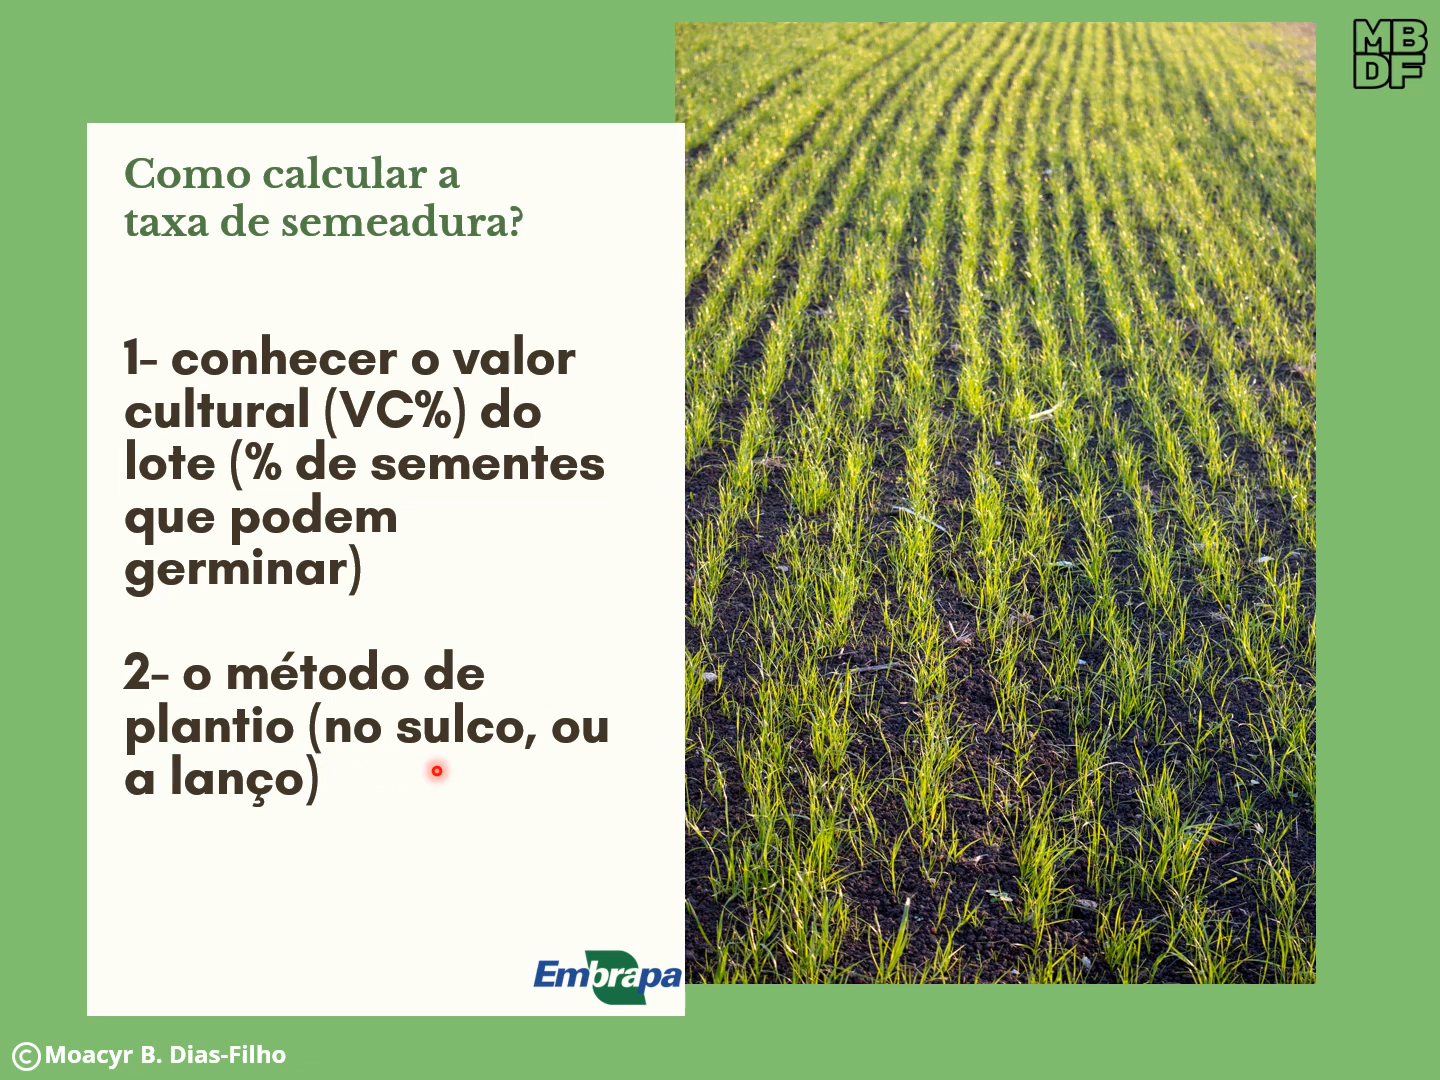 MB
DF
Como calcular a
taxa de semeadura?
1- conhecer o valor
cultural (VC%) do
lote (% de sementes
que podem
germinar)
2- o método de
plantio (no sulco, ou
a lanço)
Embrapa
©Moacyr B. Dias-Filho